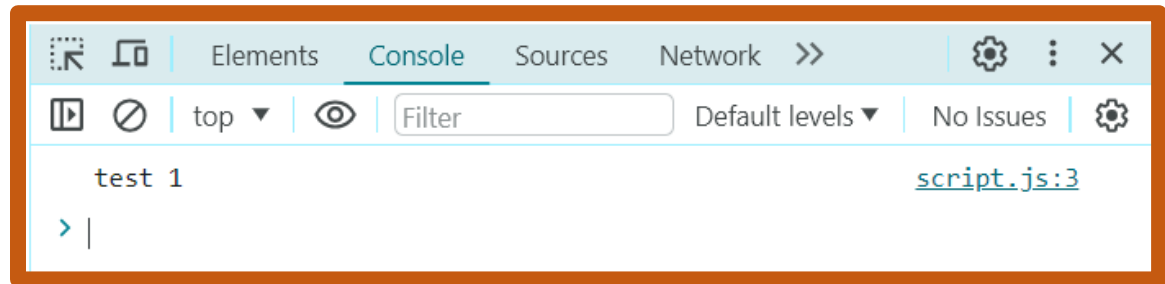 Elements Console Sources Network
top Filter Default levels No Issues
test 1 script.js:3